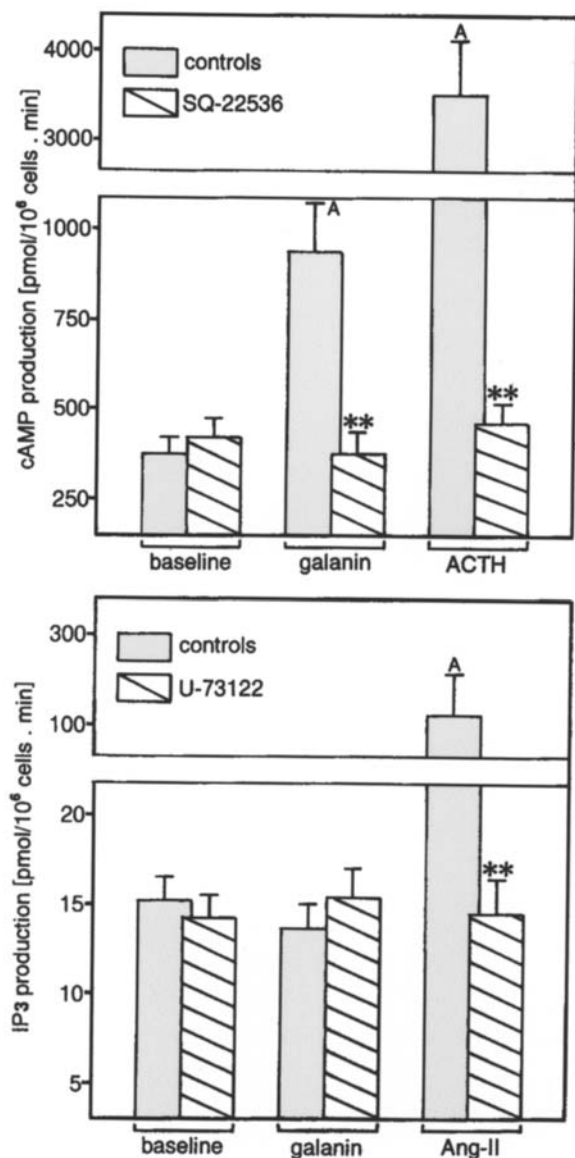 cAMP production [pmol/10⁶ cells . min]
4000
3000
1000
750
500
250
controls
SQ-22536
A
A
**
**
baseline galanin ACTH
IP3 production [pmol/10⁶ cells . min]
300
100
20
15
10
5
controls
U-73122
A
**
baseline galanin Ang-II